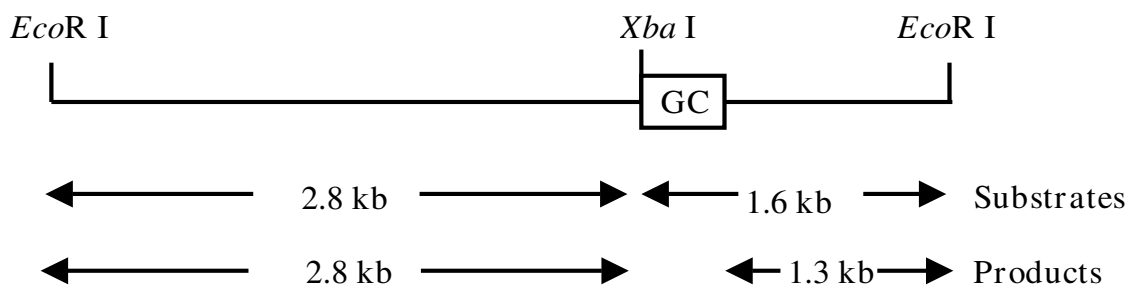 EcoR I Xba I EcoR I
GC
2.8 kb 1.6 kb Substrates
2.8 kb 1.3 kb Products